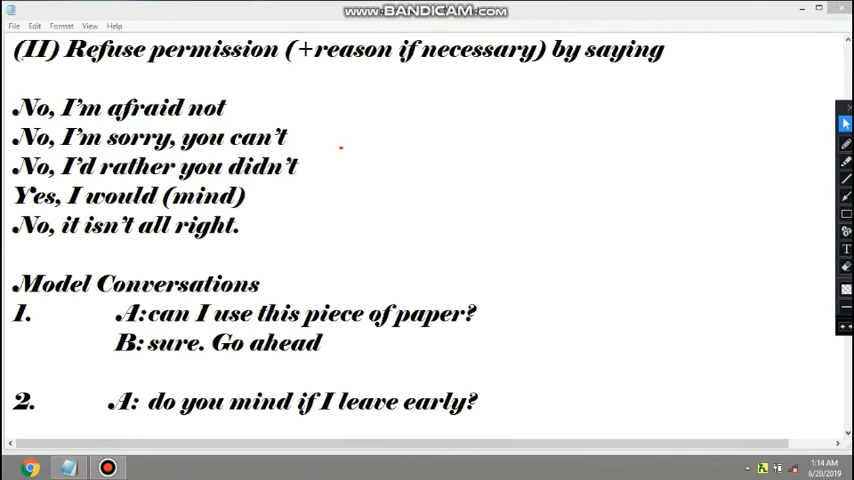 www.BANDICAM.com
File Edit Format View Help
(II) Refuse permission (+reason if necessary) by saying
No, I'm afraid not
No, I'm sorry, you can't
No, I'd rather you didn't
Yes, I would (mind)
No, it isn't all right.
Model Conversations
1. A:can I use this piece of paper?
B: sure. Go ahead
2. A: do you mind if I leave early?
T
1:14 AM
6/20/2019